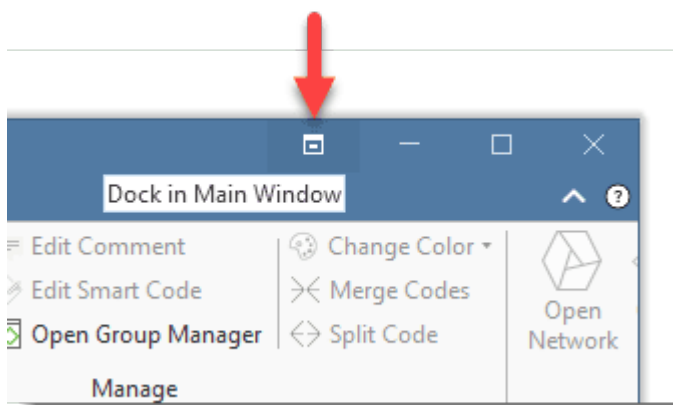 Dock in Main Window
Edit Comment
Change Color
Edit Smart Code
Merge Codes
Open Group Manager
Split Code
Open
Network
Manage